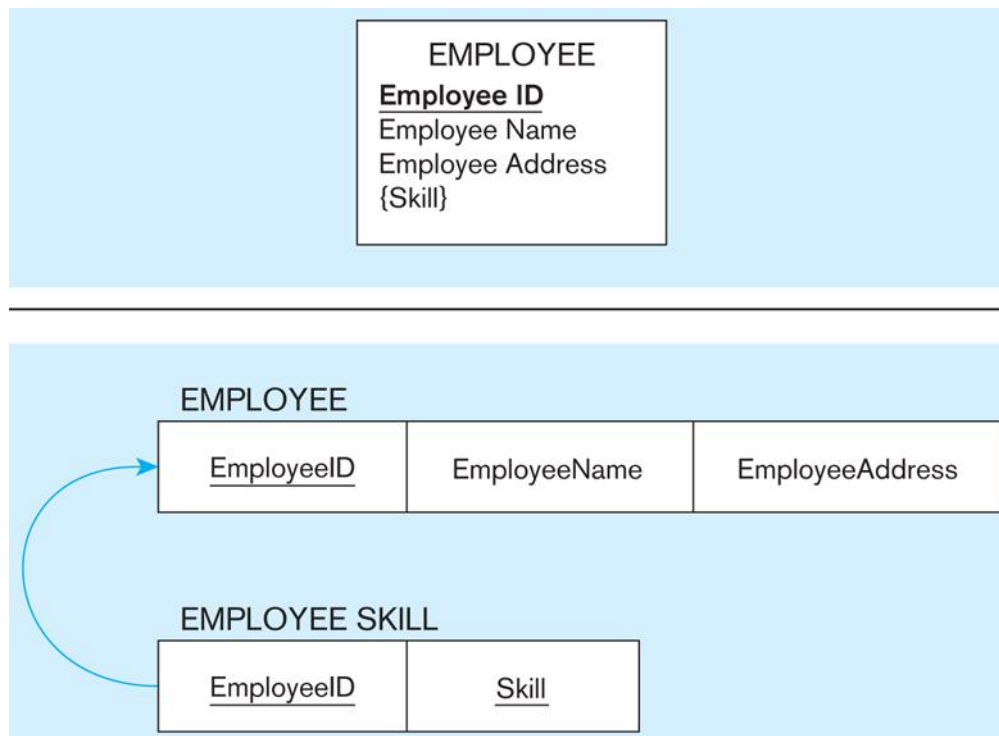 EMPLOYEE
Employee ID
Employee Name
Employee Address
{Skill}
EMPLOYEE
EmployeeID EmployeeName EmployeeAddress
EMPLOYEE SKILL
EmployeeID Skill